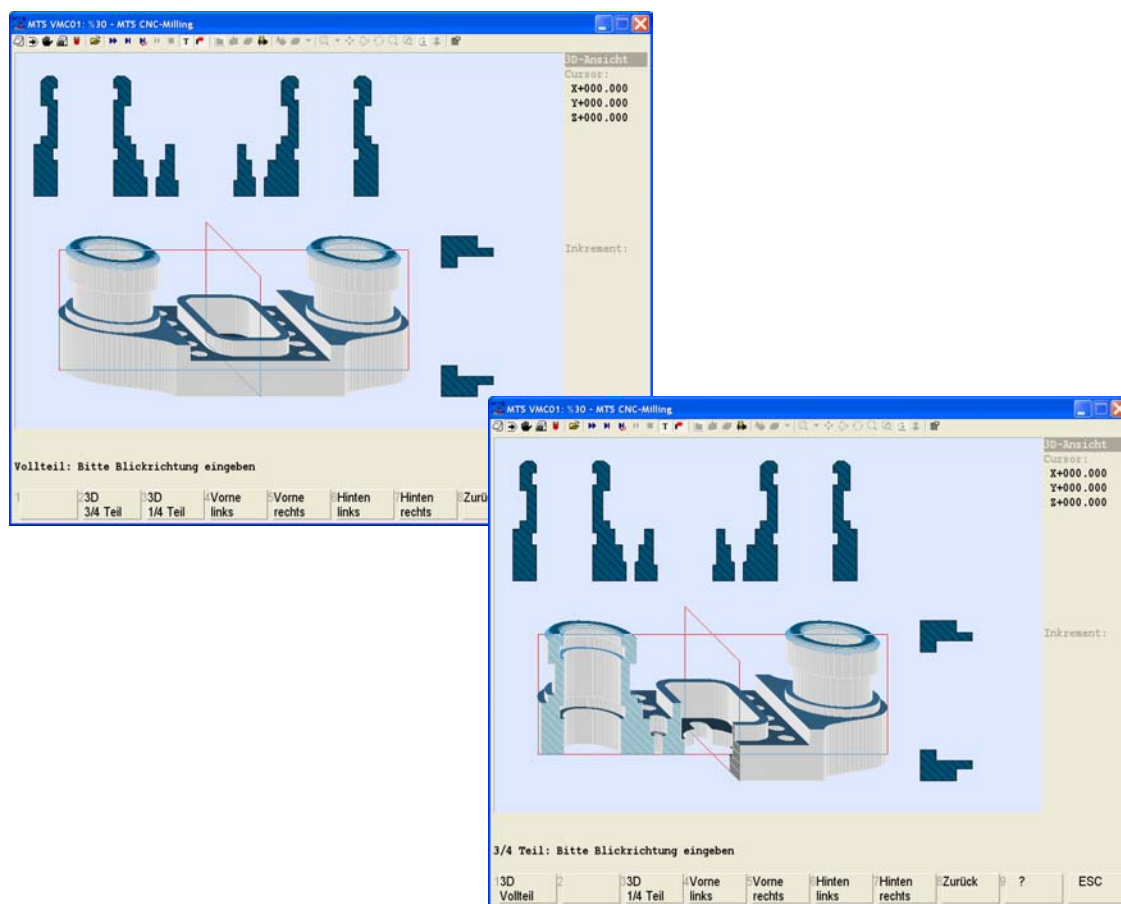 MTS VMC01: %30 - MTS CNC-Milling
3D-Ansicht
Cursor:
X+000.000
Y+000.000
Z+000.000
Inkrement:
Vollteil: Bitte Blickrichtung eingeben
1 2 3D 3 3D 4 Vorne 5 Vorne 6 Hinten 7 Hinten 8 Zurü
3/4 Teil 1/4 Teil links rechts links rechts
MTS VMC01: %30 - MTS CNC-Milling
3D-Ansicht
Cursor:
X+000.000
Y+000.000
Z+000.000
Inkrement:
3/4 Teil: Bitte Blickrichtung eingeben
1 3D 2 3 3D 4 Vorne 5 Vorne 6 Hinten 7 Hinten 8 Zurück 9 ? ESC
Vollteil 1/4 Teil links rechts links rechts